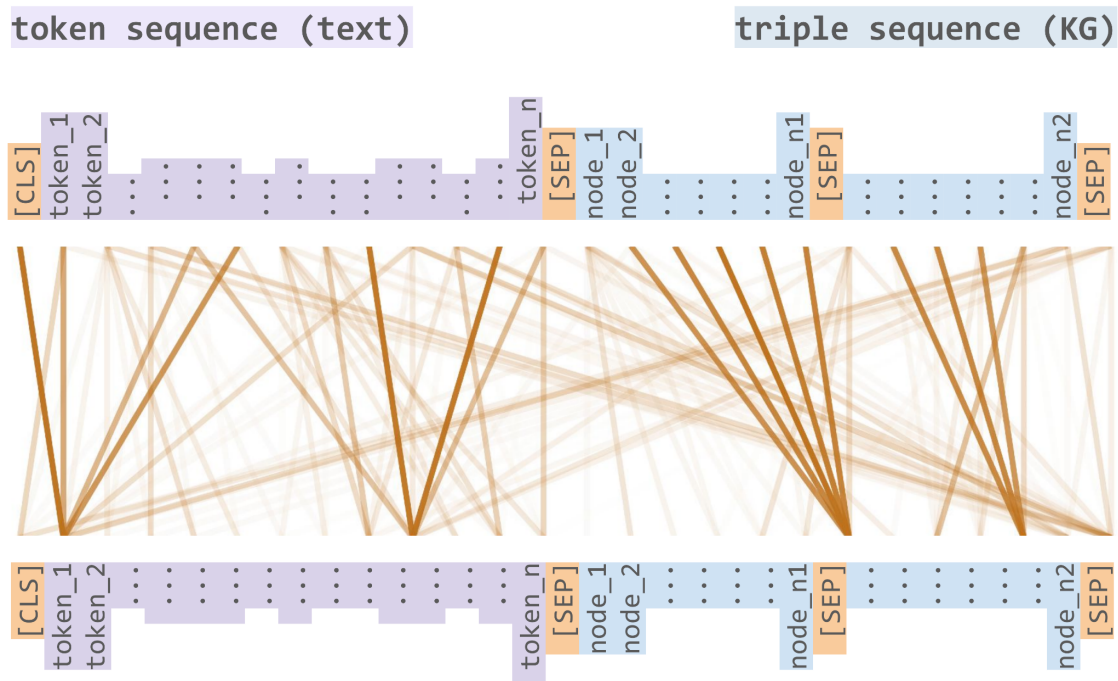 token sequence (text)
triple sequence (KG)
[CLS]
token_1
token_2
token_n
[SEP]
node_1
node_2
node_n1
[SEP]
node_n2
[SEP]
[CLS]
token_1
token_2
token_n
[SEP]
node_1
node_2
node_n1
[SEP]
node_n2
[SEP]